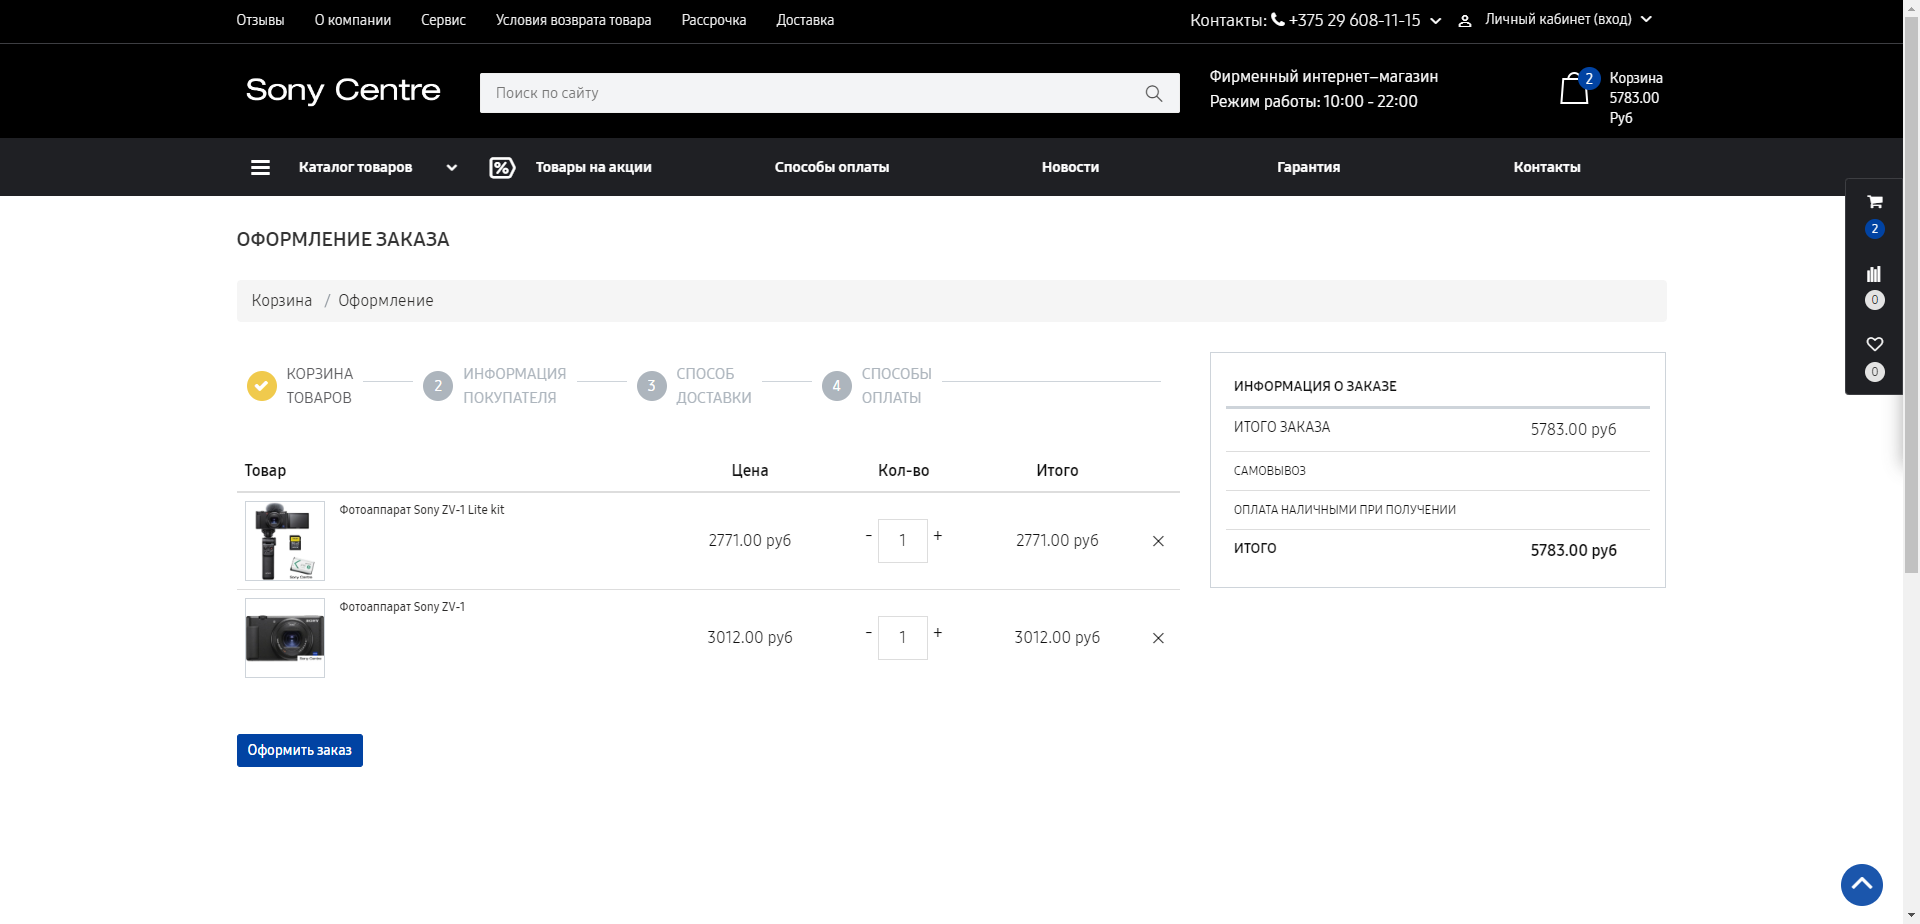 Отзывы О компании Сервис Условия возврата товара Рассрочка Доставка Контакты: +375 29 608-11-15 Личный кабинет (вход)
Sony Centre
Поиск по сайту
Фирменный интернет–магазин
Режим работы: 10:00 - 22:00
2
Корзина
5783.00
Руб
Каталог товаров % Товары на акции Способы оплаты Новости Гарантия Контакты
2
0
0
ОФОРМЛЕНИЕ ЗАКАЗА
Корзина / Оформление
КОРЗИНА
ТОВАРОВ
2 ИНФОРМАЦИЯ
ПОКУПАТЕЛЯ
3 СПОСОБ
ДОСТАВКИ
4 СПОСОБЫ
ОПЛАТЫ
Товар Цена Кол-во Итого
Фотоаппарат Sony ZV-1 Lite kit
2771.00 руб - 1 + 2771.00 руб
Sony Centre
Фотоаппарат Sony ZV-1
3012.00 руб - 1 + 3012.00 руб
SONY
Sony Centre
Оформить заказ
ИНФОРМАЦИЯ О ЗАКАЗЕ
ИТОГО ЗАКАЗА 5783.00 руб
САМОВЫВОЗ
ОПЛАТА НАЛИЧНЫМИ ПРИ ПОЛУЧЕНИИ
ИТОГО 5783.00 руб